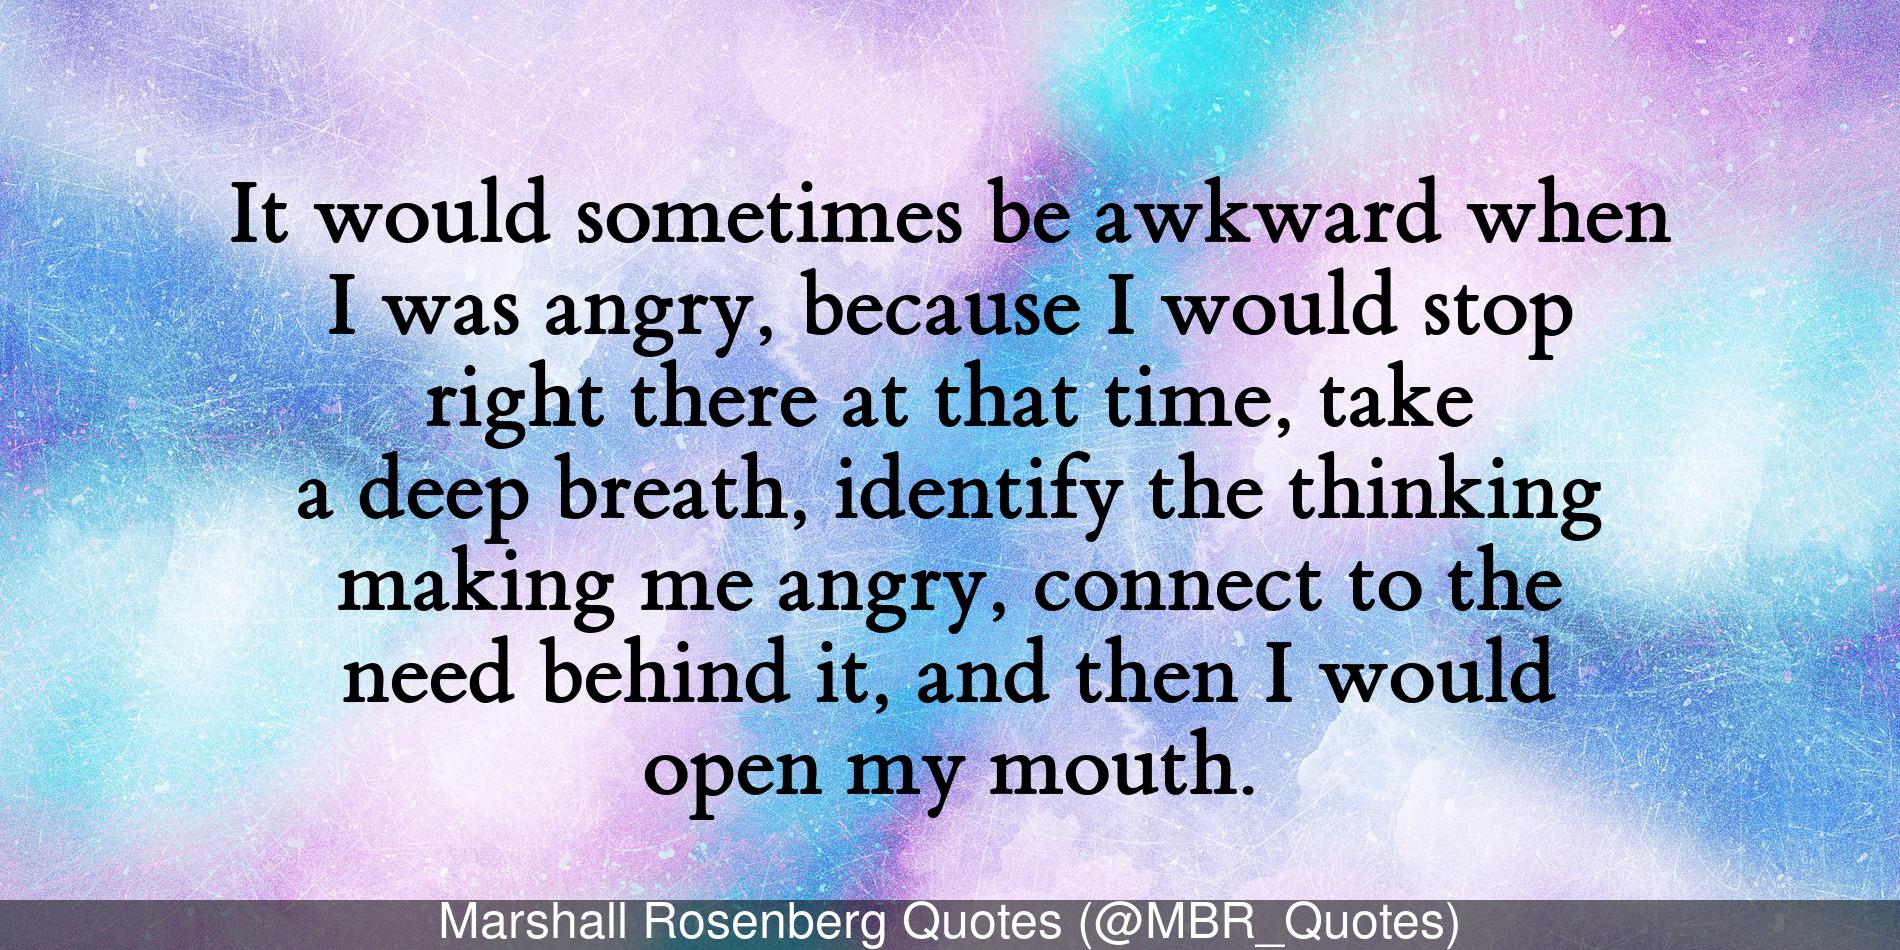 It would sometimes be awkward when
I was angry, because I would stop
right there at that time, take
a deep breath, identify the thinking
making me angry, connect to the
need behind it, and then I would
open my mouth.
Marshall Rosenberg Quotes (@MBR_Quotes)